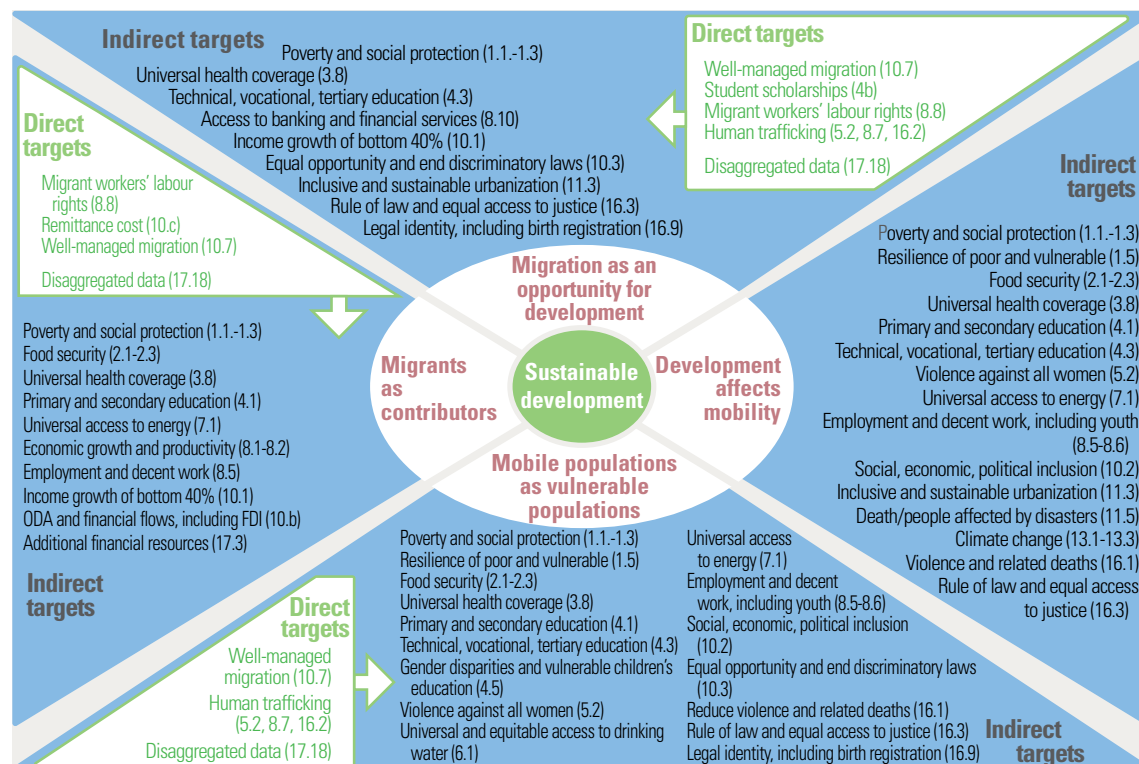 Indirect targets
Poverty and social protection (1.1.-1.3)
Universal health coverage (3.8)
Technical, vocational, tertiary education (4.3)
Access to banking and financial services (8.10)
Income growth of bottom 40% (10.1)
Equal opportunity and end discriminatory laws (10.3)
Inclusive and sustainable urbanization (11.3)
Rule of law and equal access to justice (16.3)
Legal identity, including birth registration (16.9)
Direct targets
Well-managed migration (10.7)
Student scholarships (4b)
Migrant workers' labour rights (8.8)
Human trafficking (5.2, 8.7, 16.2)
Disaggregated data (17.18)
Direct
targets
Migrant workers' labour
rights (8.8)
Remittance cost (10.c)
Well-managed migration (10.7)
Disaggregated data (17.18)
Poverty and social protection (1.1.-1.3)
Food security (2.1-2.3)
Universal health coverage (3.8)
Primary and secondary education (4.1)
Universal access to energy (7.1)
Economic growth and productivity (8.1-8.2)
Employment and decent work (8.5)
Income growth of bottom 40% (10.1)
ODA and financial flows, including FDI (10.b)
Additional financial resources (17.3)
Indirect
targets
Migration as an
opportunity for
development
Migrants
as
contributors
Sustainable
development
Development
affects
mobility
Mobile populations
as vulnerable
populations
Indirect
targets
Poverty and social protection (1.1.-1.3)
Resilience of poor and vulnerable (1.5)
Food security (2.1-2.3)
Universal health coverage (3.8)
Primary and secondary education (4.1)
Technical, vocational, tertiary education (4.3)
Violence against all women (5.2)
Universal access to energy (7.1)
Employment and decent work, including youth
(8.5-8.6)
Social, economic, political inclusion (10.2)
Inclusive and sustainable urbanization (11.3)
Death/people affected by disasters (11.5)
Climate change (13.1-13.3)
Violence and related deaths (16.1)
Rule of law and equal access
to justice (16.3)
Direct
targets
Well-managed
migration (10.7)
Human trafficking
(5.2, 8.7, 16.2)
Disaggregated data (17.18)
Poverty and social protection (1.1.-1.3)
Resilience of poor and vulnerable (1.5)
Food security (2.1-2.3)
Universal health coverage (3.8)
Primary and secondary education (4.1)
Technical, vocational, tertiary education (4.3)
Gender disparities and vulnerable children's
education (4.5)
Violence against all women (5.2)
Universal and equitable access to drinking
water (6.1)
Universal access
to energy (7.1)
Employment and decent
work, including youth (8.5-8.6)
Social, economic, political inclusion
(10.2)
Equal opportunity and end discriminatory laws
(10.3)
Reduce violence and related deaths (16.1)
Rule of law and equal access to justice (16.3)
Legal identity, including birth registration (16.9)
Indirect
targets